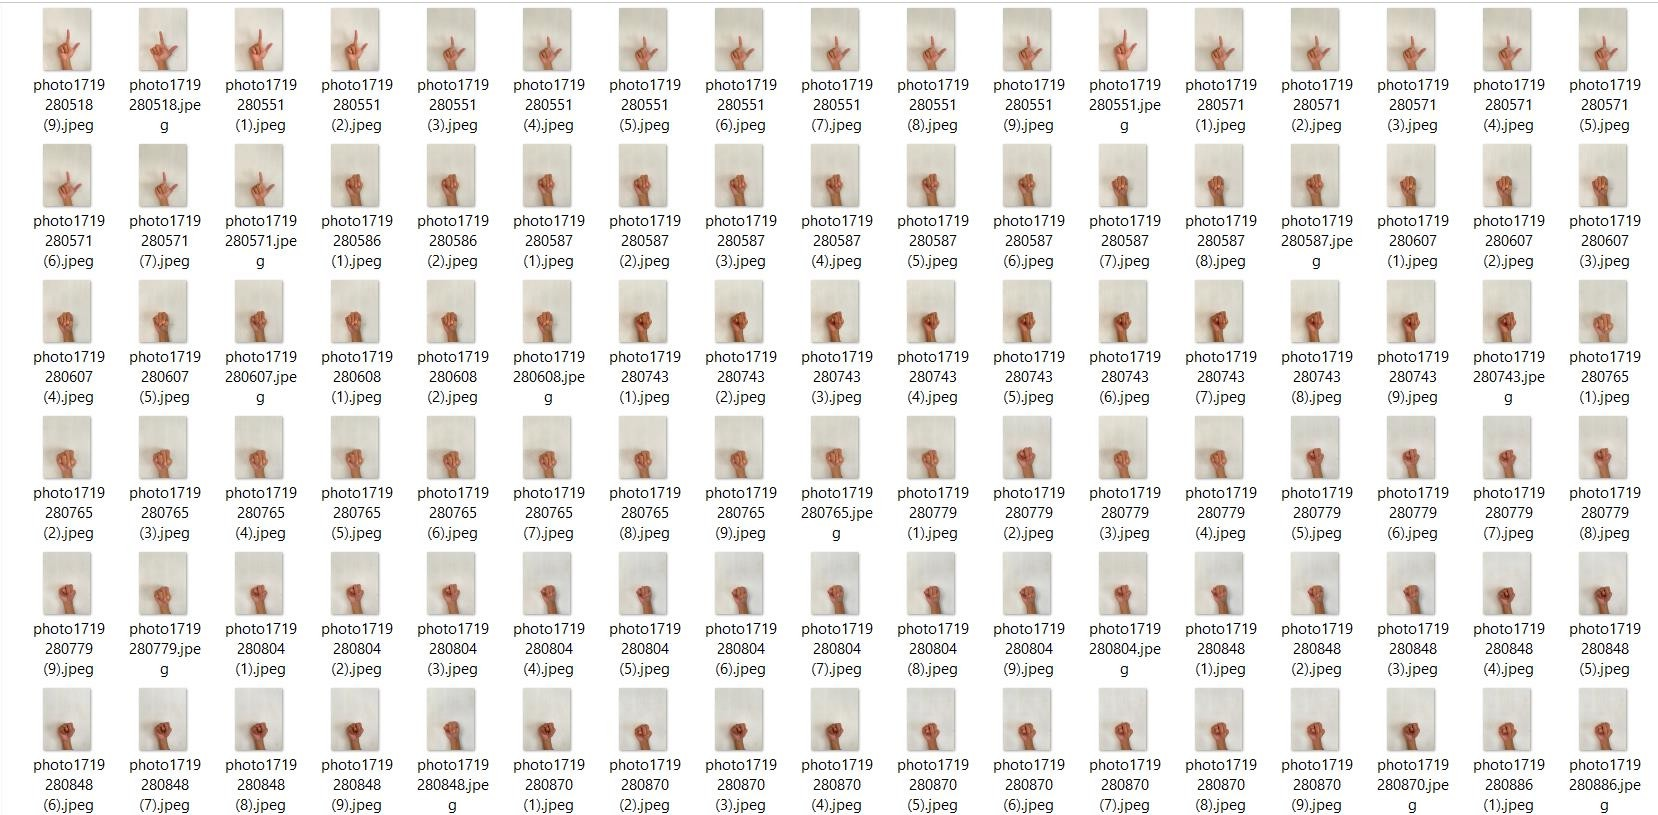 photo1719 photo1719 photo1719 photo1719 photo1719 photo1719 photo1719 photo1719 photo1719 photo1719 photo1719 photo1719 photo1719 photo1719 photo1719 photo1719 photo1719
280518 280518.jpe 280551 280551 280551 280551 280551 280551 280551 280551 280551 280551.jpe 280571 280571 280571 280571 280571
(9).jpeg g (1).jpeg (2).jpeg (3).jpeg (4).jpeg (5).jpeg (6).jpeg (7).jpeg (8).jpeg (9).jpeg g (1).jpeg (2).jpeg (3).jpeg (4).jpeg (5).jpeg
photo1719 photo1719 photo1719 photo1719 photo1719 photo1719 photo1719 photo1719 photo1719 photo1719 photo1719 photo1719 photo1719 photo1719 photo1719 photo1719 photo1719
280571 280571 280571.jpe 280586 280586 280587 280587 280587 280587 280587 280587 280587 280587 280587.jpe 280607 280607 280607
(6).jpeg (7).jpeg g (1).jpeg (2).jpeg (1).jpeg (2).jpeg (3).jpeg (4).jpeg (5).jpeg (6).jpeg (7).jpeg (8).jpeg g (1).jpeg (2).jpeg (3).jpeg
photo1719 photo1719 photo1719 photo1719 photo1719 photo1719 photo1719 photo1719 photo1719 photo1719 photo1719 photo1719 photo1719 photo1719 photo1719 photo1719 photo1719
280607 280607 280607.jpe 280608 280608 280608.jpe 280743 280743 280743 280743 280743 280743 280743 280743 280743 280743.jpe 280765
(4).jpeg (5).jpeg g (1).jpeg (2).jpeg g (1).jpeg (2).jpeg (3).jpeg (4).jpeg (5).jpeg (6).jpeg (7).jpeg (8).jpeg (9).jpeg g (1).jpeg
photo1719 photo1719 photo1719 photo1719 photo1719 photo1719 photo1719 photo1719 photo1719 photo1719 photo1719 photo1719 photo1719 photo1719 photo1719 photo1719 photo1719
280765 280765 280765 280765 280765 280765 280765 280765 280765.jpe 280779 280779 280779 280779 280779 280779 280779 280779
(2).jpeg (3).jpeg (4).jpeg (5).jpeg (6).jpeg (7).jpeg (8).jpeg (9).jpeg g (1).jpeg (2).jpeg (3).jpeg (4).jpeg (5).jpeg (6).jpeg (7).jpeg (8).jpeg
photo1719 photo1719 photo1719 photo1719 photo1719 photo1719 photo1719 photo1719 photo1719 photo1719 photo1719 photo1719 photo1719 photo1719 photo1719 photo1719 photo1719
280779 280779.jpe 280804 280804 280804 280804 280804 280804 280804 280804 280804 280804.jpe 280848 280848 280848 280848 280848
(9).jpeg g (1).jpeg (2).jpeg (3).jpeg (4).jpeg (5).jpeg (6).jpeg (7).jpeg (8).jpeg (9).jpeg g (1).jpeg (2).jpeg (3).jpeg (4).jpeg (5).jpeg
photo1719 photo1719 photo1719 photo1719 photo1719 photo1719 photo1719 photo1719 photo1719 photo1719 photo1719 photo1719 photo1719 photo1719 photo1719 photo1719 photo1719
280848 280848 280848 280848 280848.jpe 280870 280870 280870 280870 280870 280870 280870 280870 280870 280870.jpe 280886 280886.jpe
(6).jpeg (7).jpeg (8).jpeg (9).jpeg g (1).jpeg (2).jpeg (3).jpeg (4).jpeg (5).jpeg (6).jpeg (7).jpeg (8).jpeg (9).jpeg g (1).jpeg g